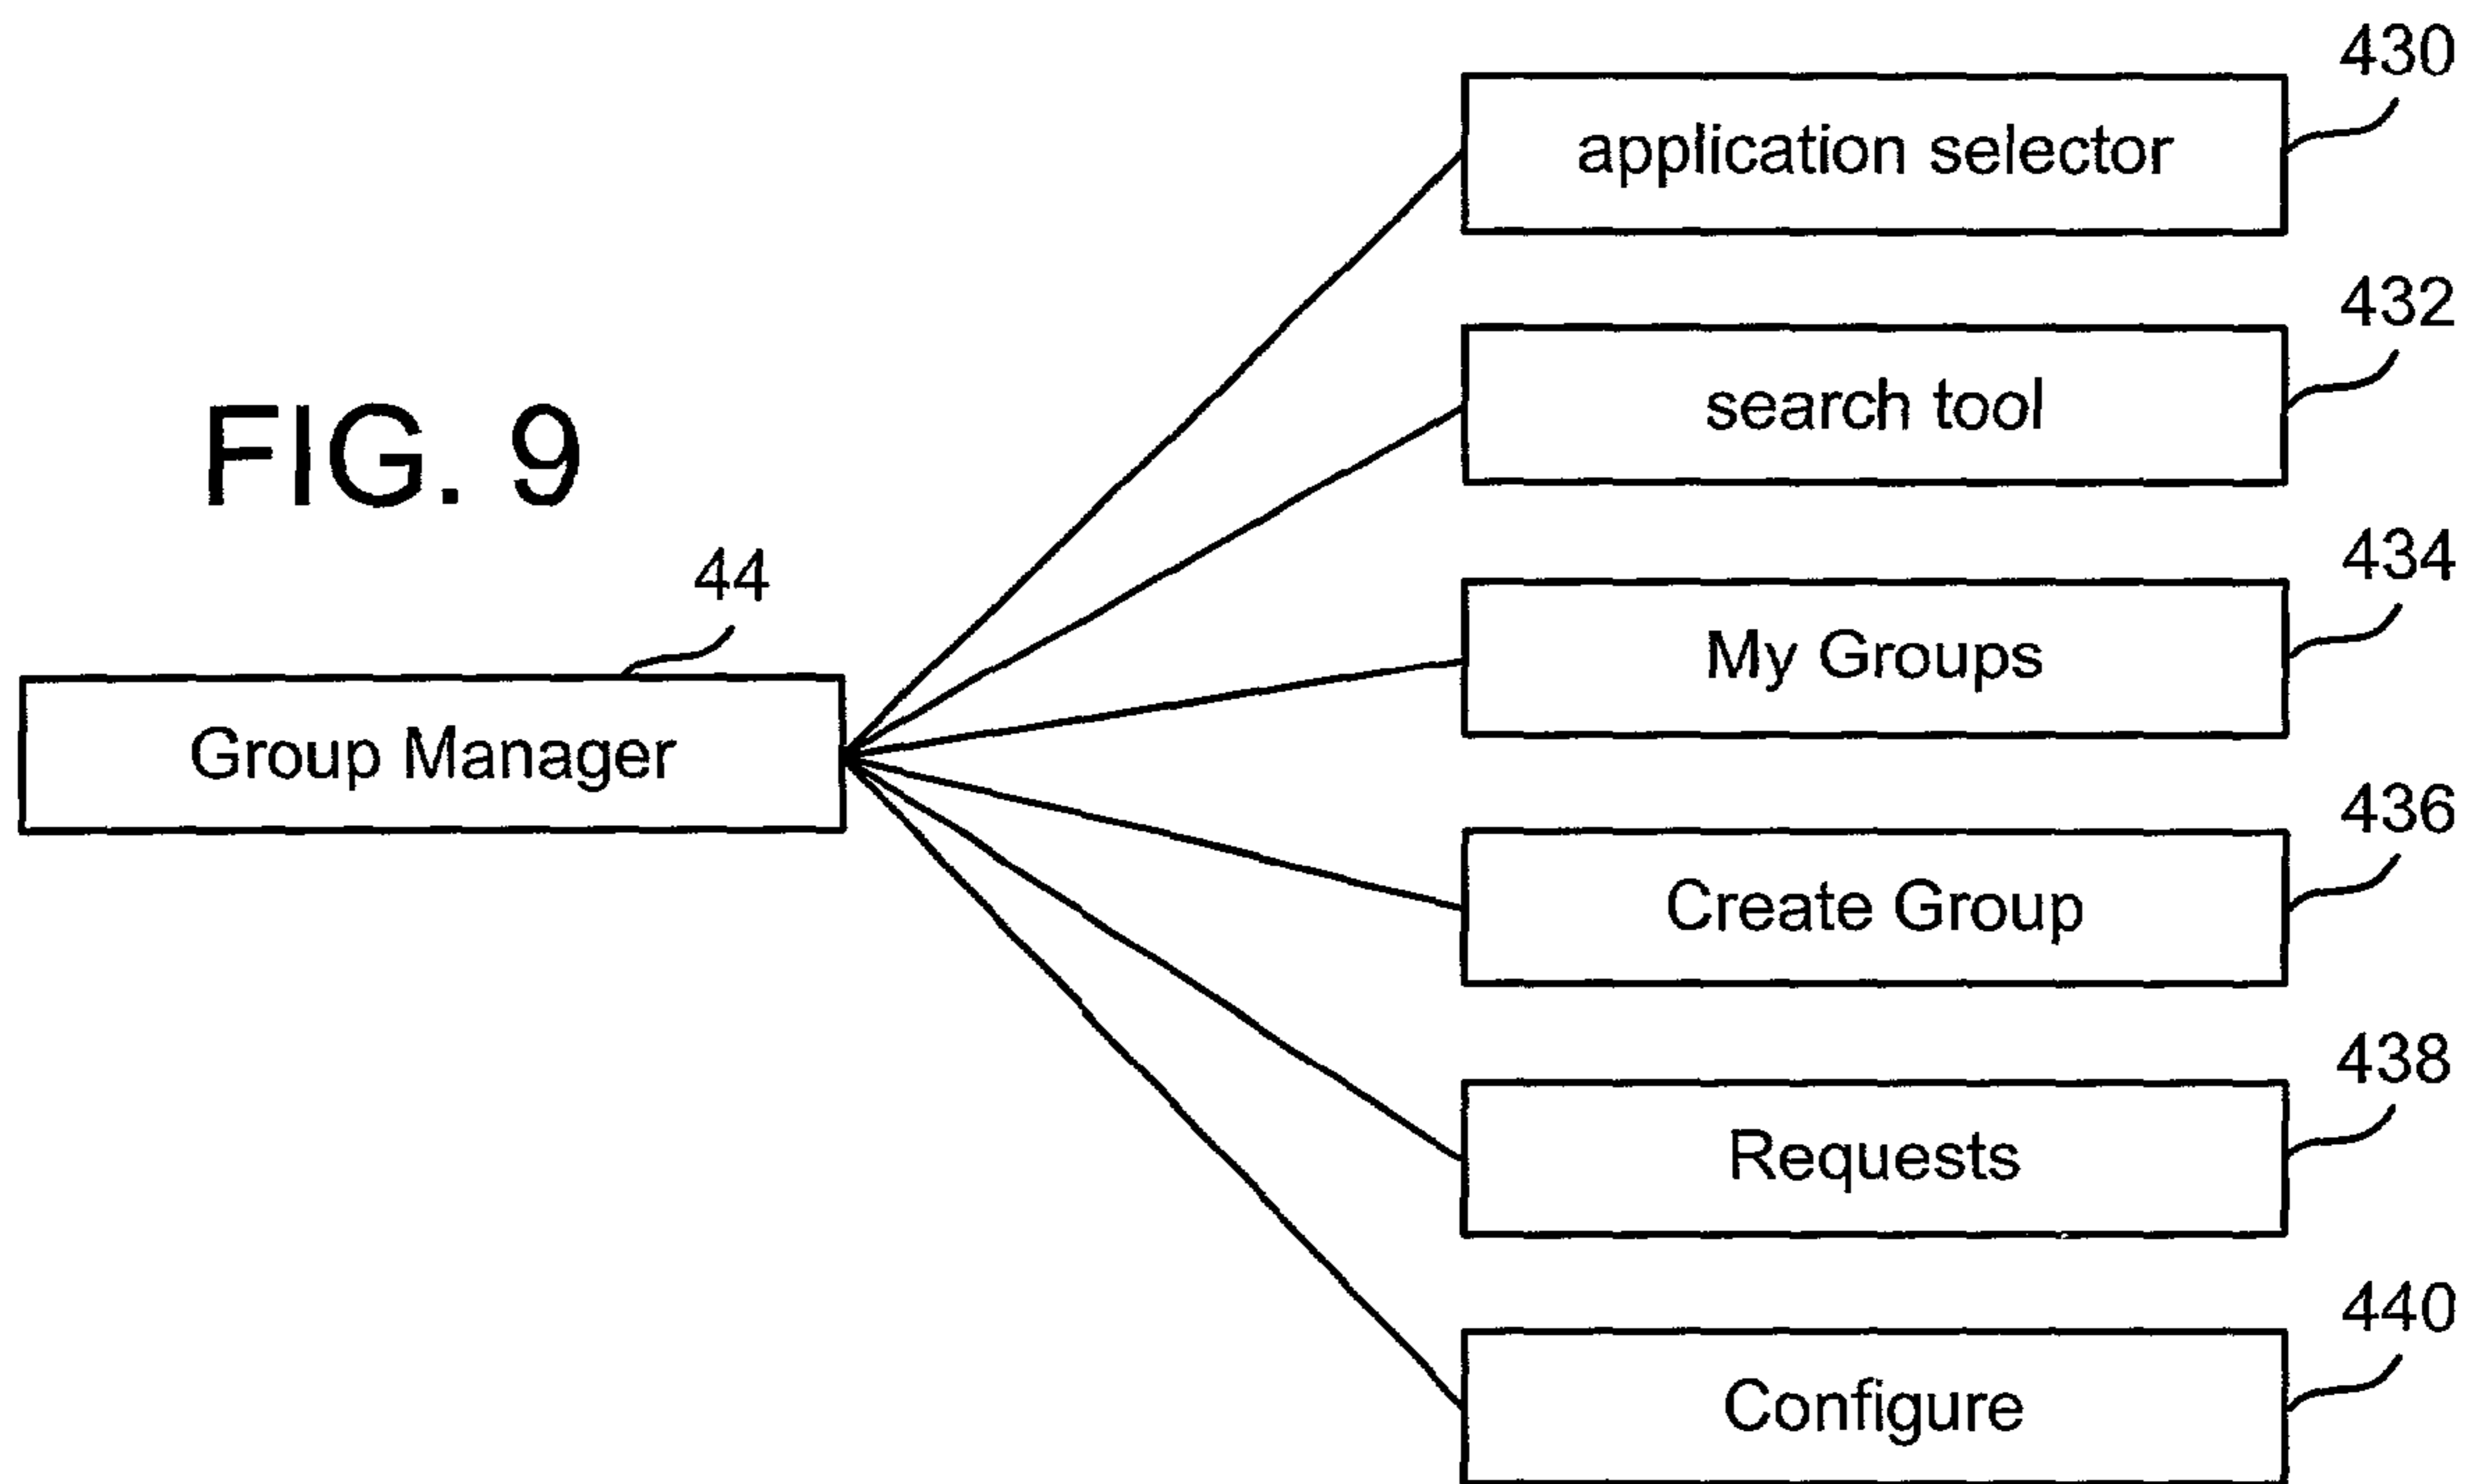 430
application selector
432
search tool
FIG. 9
434
44
My Groups
Group Manager
436
Create Group
438
Requests
440
Configure